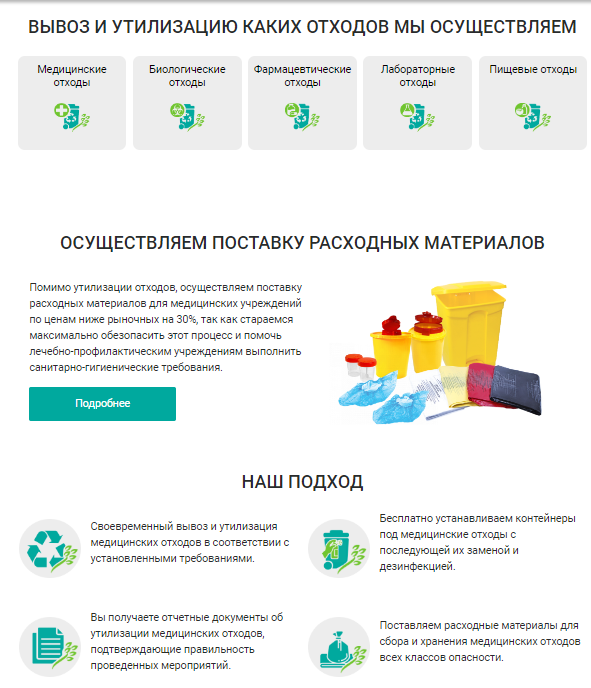 ВЫВОЗ И УТИЛИЗАЦИЮ КАКИХ ОТХОДОВ МЫ ОСУЩЕСТВЛЯЕМ
Медицинские
отходы
Биологические
отходы
Фармацевтические
отходы
Лабораторные
отходы
Пищевые отходы
ОСУЩЕСТВЛЯЕМ ПОСТАВКУ РАСХОДНЫХ МАТЕРИАЛОВ
Помимо утилизации отходов, осуществляем поставку
расходных материалов для медицинских учреждений
по ценам ниже рыночных на 30%, так как стараемся
максимально обезопасить этот процесс и помочь
лечебно-профилактическим учреждениям выполнить
санитарно-гигиенические требования.
Подробнее
НАШ ПОДХОД
Своевременный вывоз и утилизация
медицинских отходов в соответствии с
установленными требованиями.
Бесплатно устанавливаем контейнеры
под медицинские отходы с
последующей их заменой и
дезинфекцией.
Вы получаете отчетные документы об
утилизации медицинских отходов,
подтверждающие правильность
проведенных мероприятий.
Поставляем расходные материалы для
сбора и хранения медицинских отходов
всех классов опасности.